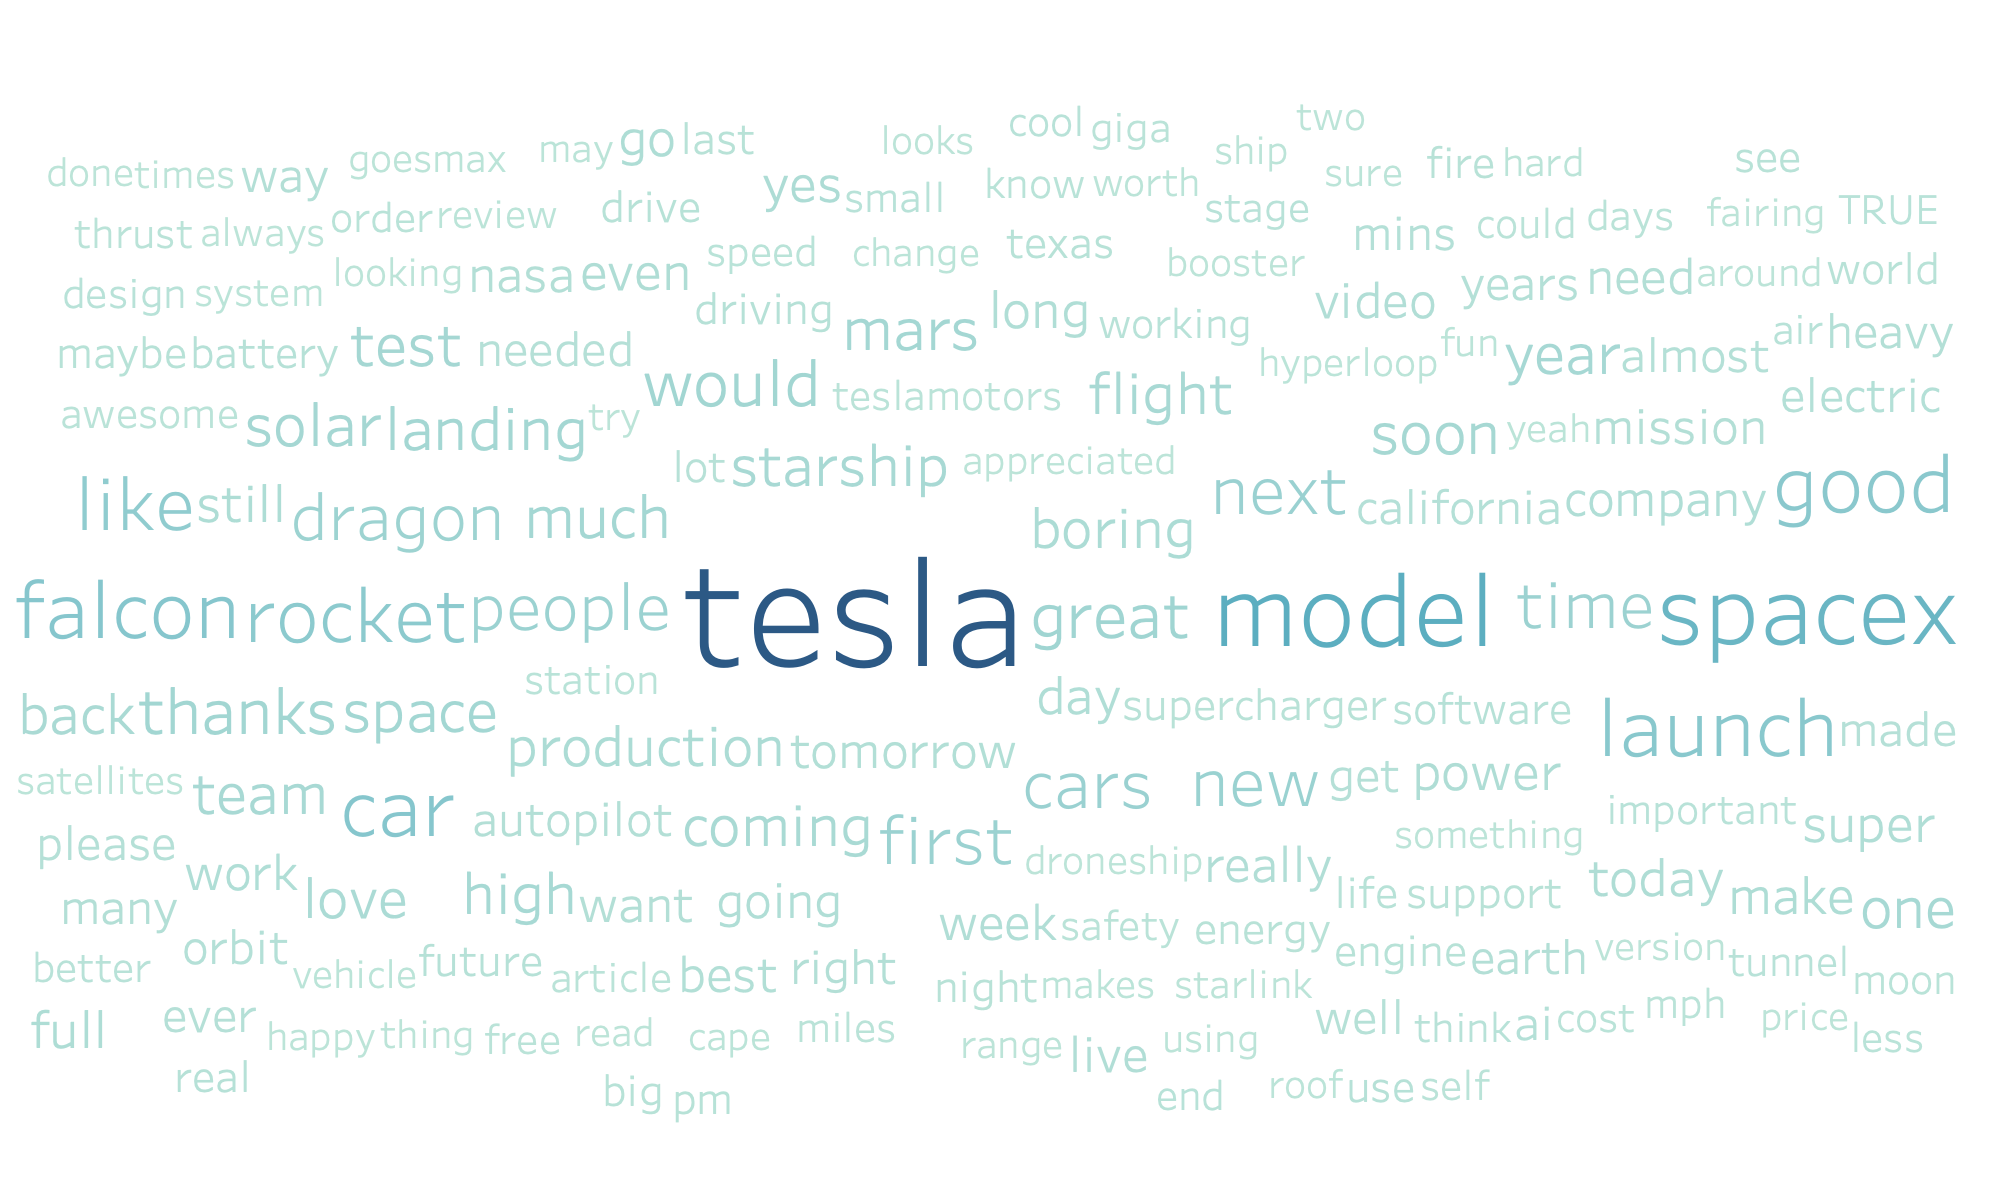 two
cool giga
may go last looks ship
done times way goes max yes small know worth sure fire hard see
thrust always order review drive stage mins could days fairing TRUE
design system looking nasa even speed change texas booster video years need around world
maybe battery test needed driving mars long working hyperloop fun year almost air heavy
awesome solar landing try would teslamotors flight soon yeah mission electric
like still dragon much lot starship appreciated boring next california company good
falcon rocket people tesla great model time spacex
back thanks space station day supercharger software launch made
satellites team car production tomorrow cars new get power important
please work autopilot coming first droneship really something super
many love high want going week safety energy life support today make one
better orbit vehicle future article best right night makes starlink engine earth version tunnel moon
full ever happy thing free read cape miles range live using well think ai cost mph price less
real big pm end roof use self